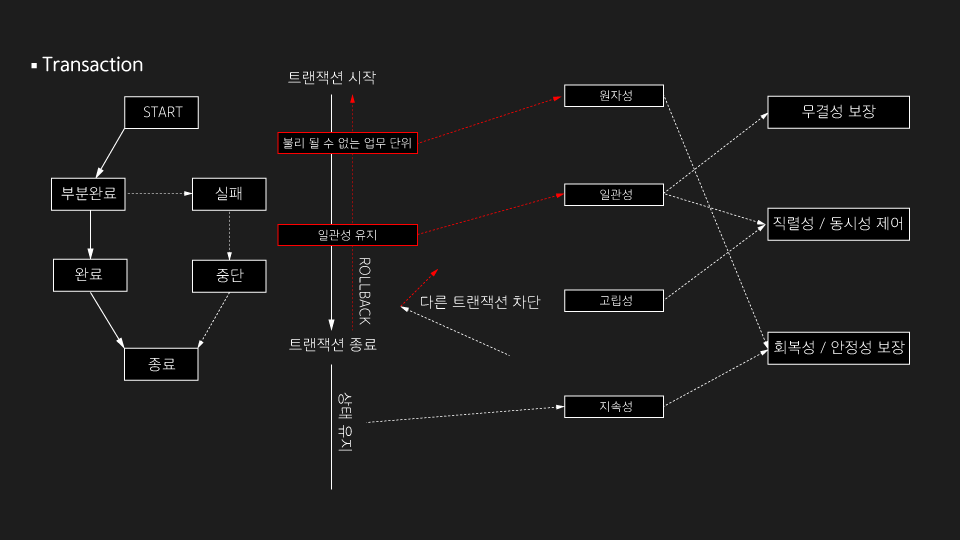 ▪ Transaction
START
부분완료
실패
완료
중단
종료
트랜잭션 시작
불리 될 수 없는 업무 단위
일관성 유지
ROLLBACK
다른 트랜잭션 차단
트랜잭션 종료
상태 유지
원자성
일관성
고립성
지속성
무결성 보장
직렬성 / 동시성 제어
회복성 / 안정성 보장